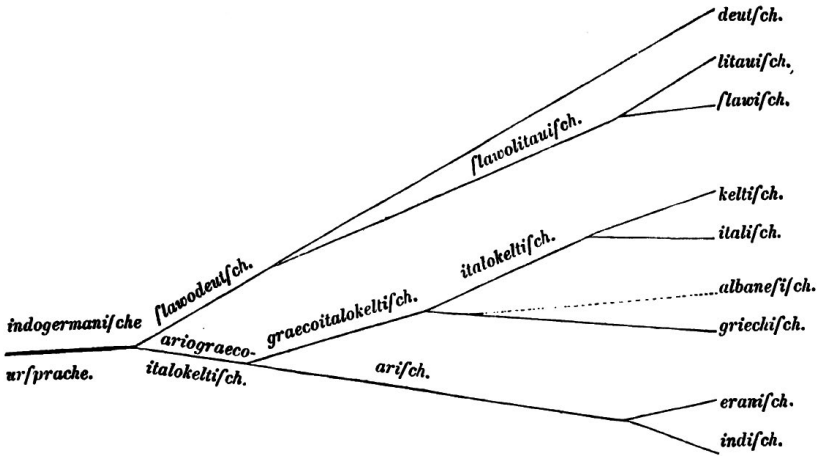 deutſch.
litauiſch.
ſlawiſch.
ſlawolitauiſch.
keltiſch.
italiſch.
italokeltiſch.
ſlawodeutſch.
albaneſiſch.
graecoitalokeltiſch.
griechiſch.
indogermaniſche
urſprache.
ariograeco-
italokeltiſch.
ariſch.
eraniſch.
indiſch.